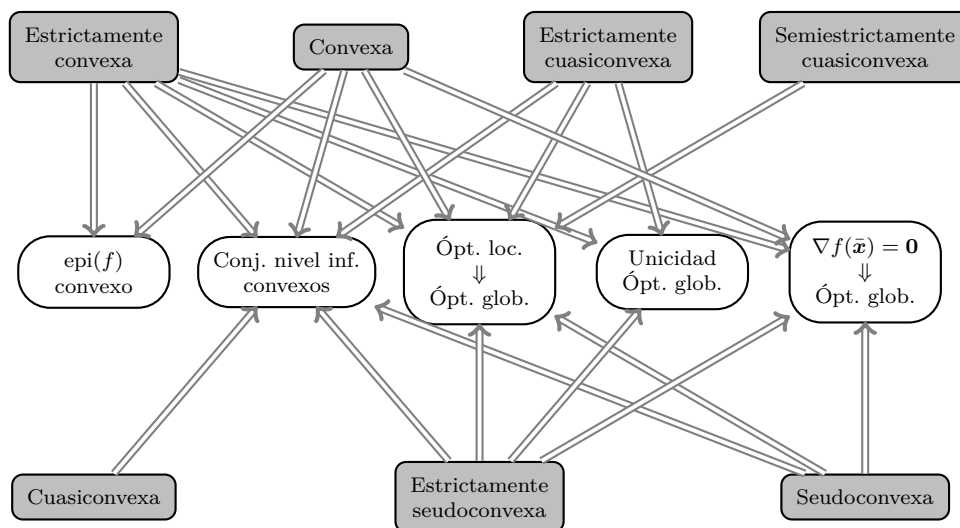 Estrictamente
convexa
Convexa
Estrictamente
cuasiconvexa
Semiestrictamente
cuasiconvexa
epi(f)
convexo
Conj. nivel inf.
convexos
Ópt. loc.
⇓
Ópt. glob.
Unicidad
Ópt. glob.
∇f(x̄) = 0
⇓
Ópt. glob.
Cuasiconvexa
Estrictamente
seudoconvexa
Seudoconvexa